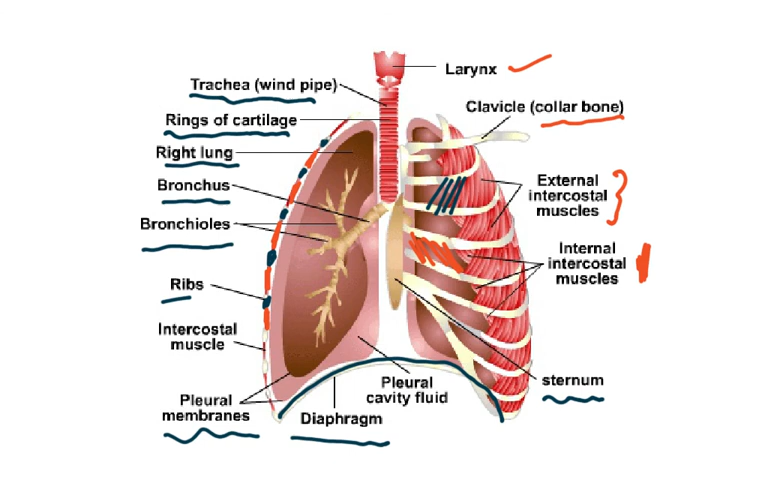 Larynx
Trachea (wind pipe)
Clavicle (collar bone)
Rings of cartilage
Right lung
Bronchus
External
intercostal
muscles
Bronchioles
Internal
intercostal
muscles
Ribs
Intercostal
muscle
sternum
Pleural
cavity fluid
Pleural
membranes
Diaphragm